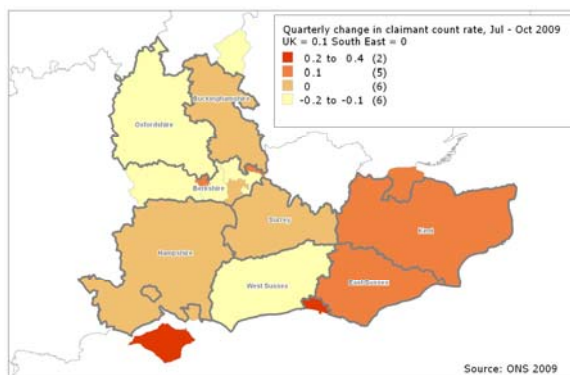 Quarterly change in claimant count rate, Jul - Oct 2009
UK = 0.1 South East = 0
0.2 to 0.4 (2)
0.1 (5)
0 (6)
-0.2 to -0.1 (6)
Buckinghamshire
Oxfordshire
Berkshire
Surrey
Kent
Hampshire
West Sussex
East Sussex
Source: ONS 2009